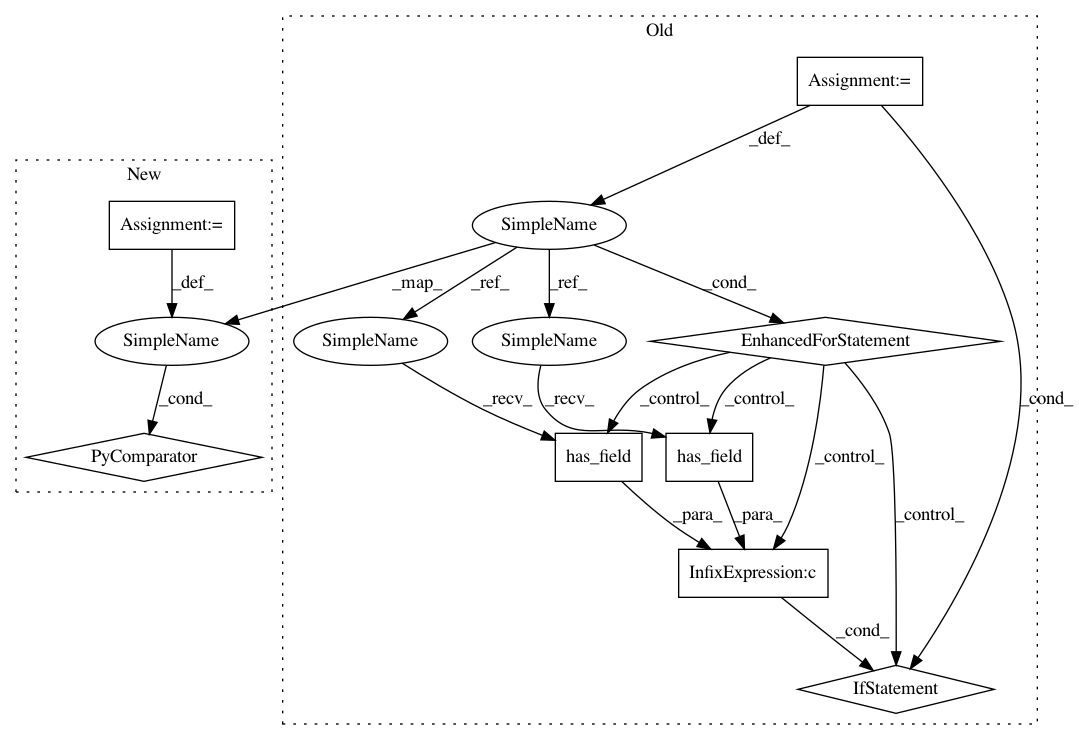 Old
Assignment:=
New
_def_
Assignment:=
SimpleName
_def_
_map_
_ref_
_ref_
_cond_
SimpleName
SimpleName
SimpleName
EnhancedForStatement
_cond_
_recv_
_recv_
_control_
_control_
_cond_
PyComparator
has_field
has_field
_control_
_para_
_para_
_control_
InfixExpression:c
_cond_
IfStatement